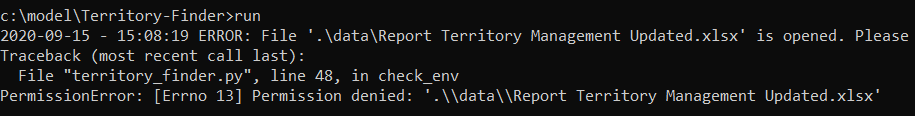 c:\model\Territory-Finder>run
2020-09-15 - 15:08:19 ERROR: File '.\data\Report Territory Management Updated.xlsx' is opened. Please
Traceback (most recent call last):
  File "territory_finder.py", line 48, in check_env
PermissionError: [Errno 13] Permission denied: '.\\data\\Report Territory Management Updated.xlsx'